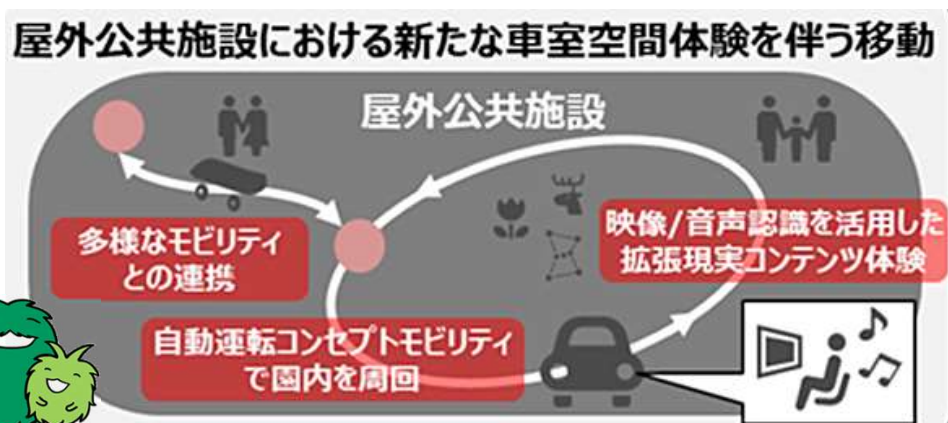 屋外公共施設における新たな車室空間体験を伴う移動
屋外公共施設
多様なモビリティ
との連携
映像/音声認識を活用した
拡張現実コンテンツ体験
自動運転コンセプトモビリティ
で園内を周回